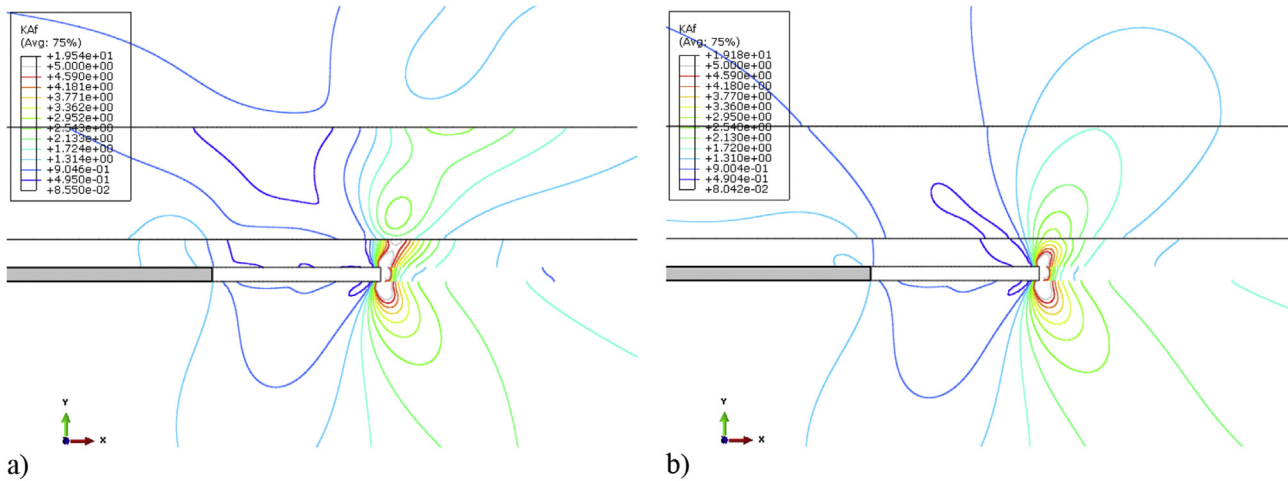 KAf
(Avg: 75%)
+1.954e+01
+5.000e+00
+4.590e+00
+4.181e+00
+3.771e+00
+3.362e+00
+2.952e+00
+2.543e+00
+2.133e+00
+1.724e+00
+1.314e+00
+9.046e-01
+4.950e-01
+8.550e-02
Y
X
a)
KAf
(Avg: 75%)
+1.918e+01
+5.000e+00
+4.590e+00
+4.180e+00
+3.770e+00
+3.360e+00
+2.950e+00
+2.540e+00
+2.130e+00
+1.720e+00
+1.310e+00
+9.004e-01
+4.904e-01
+8.042e-02
Y
X
b)